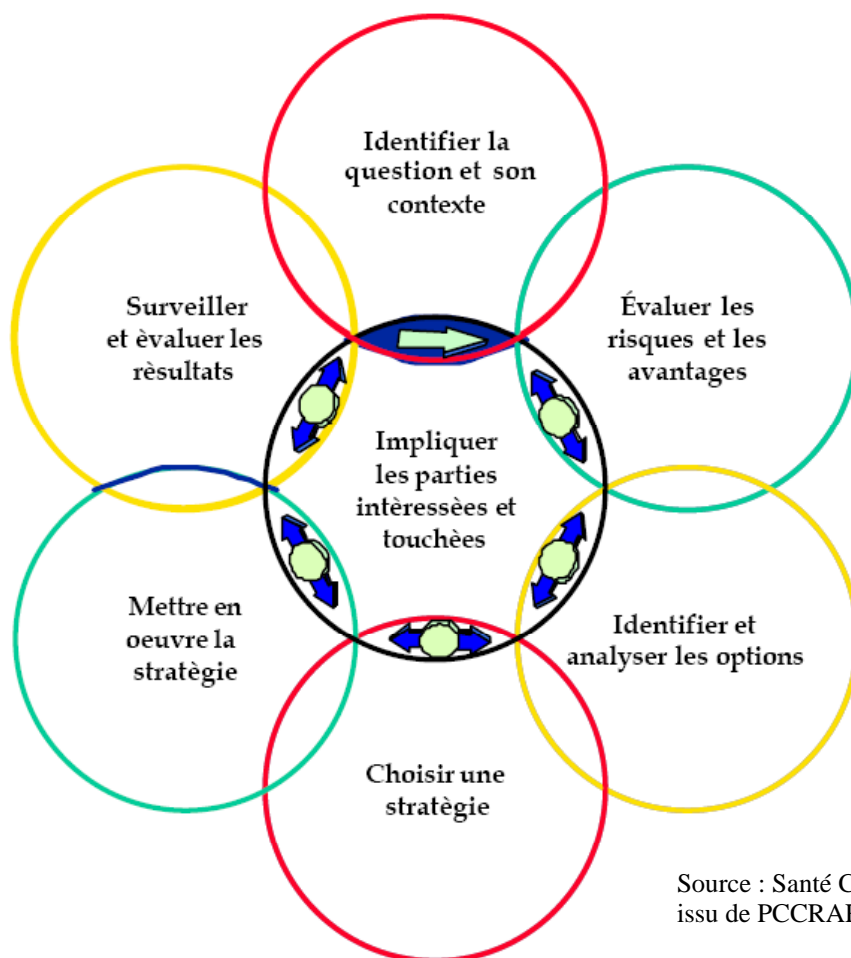 Identifier la
question et son
contexte
Évaluer les
risques et les
avantages
Identifier et
analyser les options
Choisir une
stratègie
Mettre en
oeuvre la
stratègie
Surveiller
et èvaluer les
rèsultats
Impliquer
les parties
intèressèes et
touchèes
Source : Santé
issu de